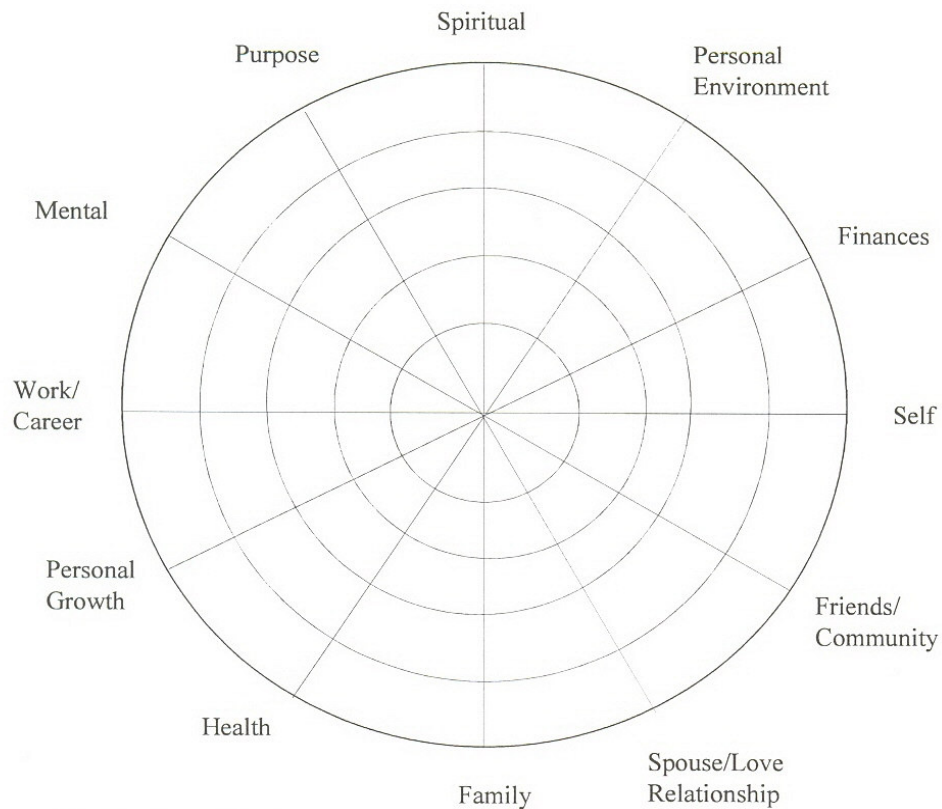 Spiritual
Purpose
Personal
Environment
Mental
Finances
Work/
Career
Self
Personal
Growth
Friends/
Community
Health
Spouse/Love
Relationship
Family